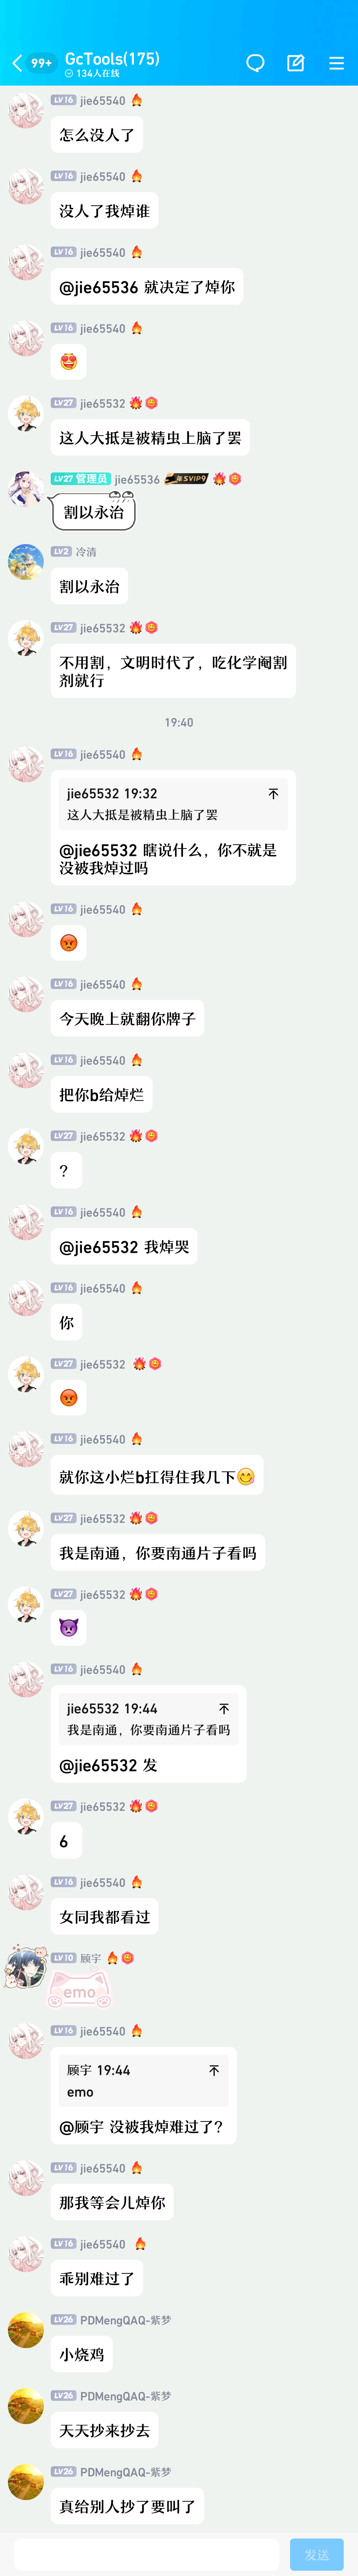 99+
GcTools(175)
134人在线
LV16 jie65540
怎么没人了
LV16 jie65540
没人了我焯谁
LV16 jie65540
@jie65536 就决定了焯你
LV16 jie65540
LV27 jie65532
这人大抵是被精虫上脑了罢
LV27 管理员 jie65536 年SVIP9
割以永治
LV2 冷清
割以永治
LV27 jie65532
不用割，文明时代了，吃化学阉割
剂就行
19:40
LV16 jie65540
jie65532 19:32
这人大抵是被精虫上脑了罢
@jie65532 瞎说什么，你不就是
没被我焯过吗
LV16 jie65540
LV16 jie65540
今天晚上就翻你牌子
LV16 jie65540
把你b给焯烂
LV27 jie65532
？
LV16 jie65540
@jie65532 我焯哭
LV16 jie65540
你
LV27 jie65532
LV16 jie65540
就你这小烂b扛得住我几下
LV27 jie65532
我是南通，你要南通片子看吗
LV27 jie65532
LV16 jie65540
jie65532 19:44
我是南通，你要南通片子看吗
@jie65532 发
LV27 jie65532
6
LV16 jie65540
女同我都看过
LV10 顾宇
emo
LV16 jie65540
顾宇 19:44
emo
@顾宇 没被我焯难过了？
LV16 jie65540
那我等会儿焯你
LV16 jie65540
乖别难过了
LV26 PDMengQAQ-紫梦
小烧鸡
LV26 PDMengQAQ-紫梦
天天抄来抄去
LV26 PDMengQAQ-紫梦
真给别人抄了要叫了
发送